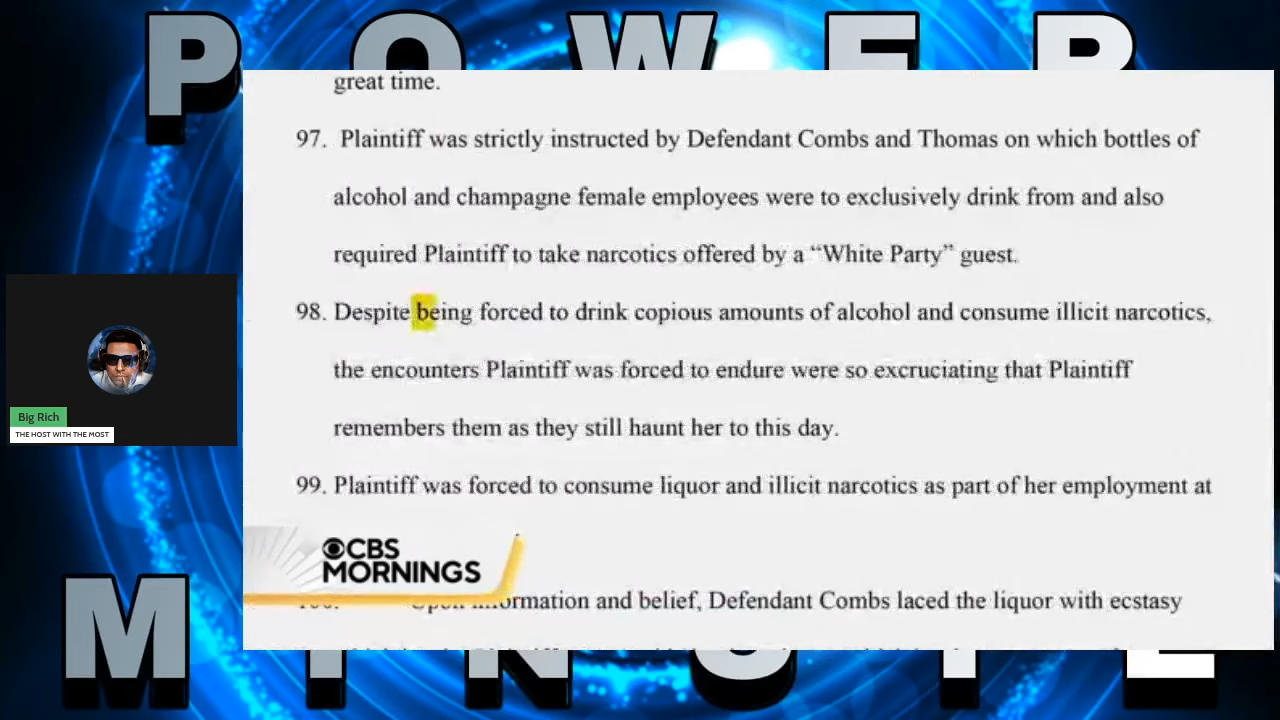 POWER
great time.
97. Plaintiff was strictly instructed by Defendant Combs and Thomas on which bottles of
alcohol and champagne female employees were to exclusively drink from and also
required Plaintiff to take narcotics offered by a “White Party” guest.
98. Despite being forced to drink copious amounts of alcohol and consume illicit narcotics,
the encounters Plaintiff was forced to endure were so excruciating that Plaintiff
remembers them as they still haunt her to this day.
99. Plaintiff was forced to consume liquor and illicit narcotics as part of her employment at
Upon information and belief, Defendant Combs laced the liquor with ecstasy
CBS
MORNINGS
Big Rich
THE HOST WITH THE MOST
MINUTE